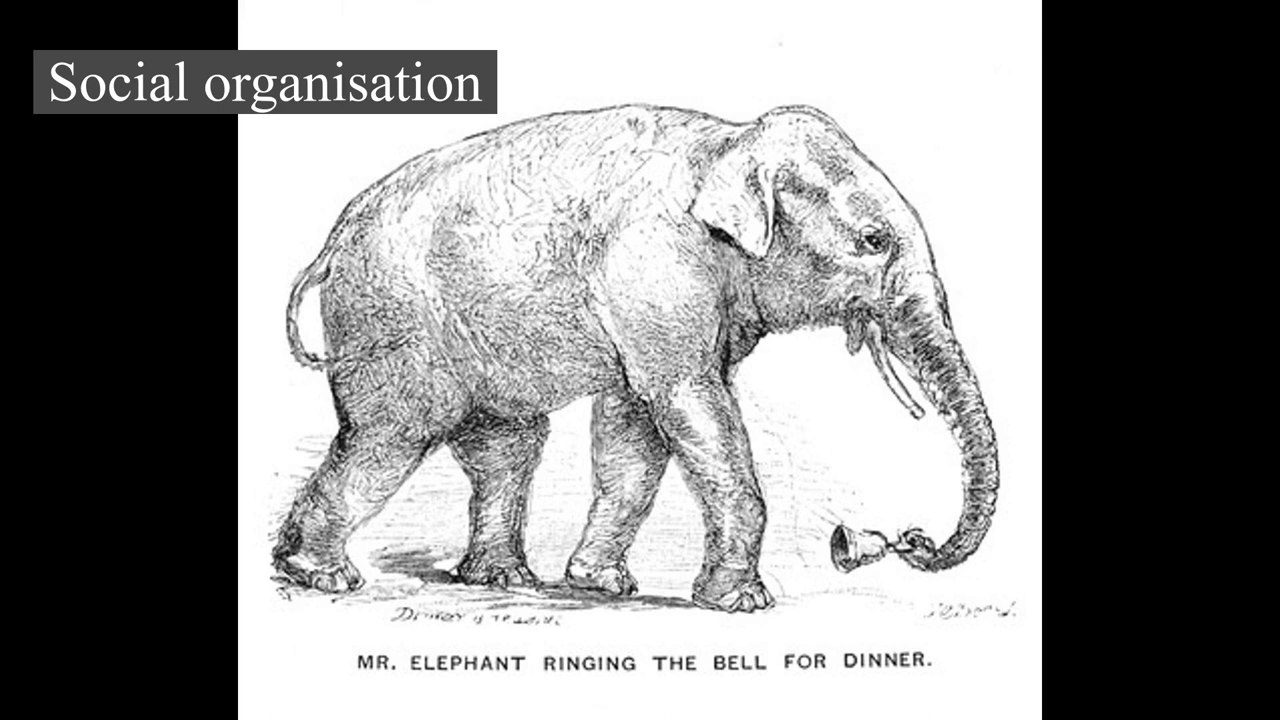 Social organisation
MR. ELEPHANT RINGING THE BELL FOR DINNER.